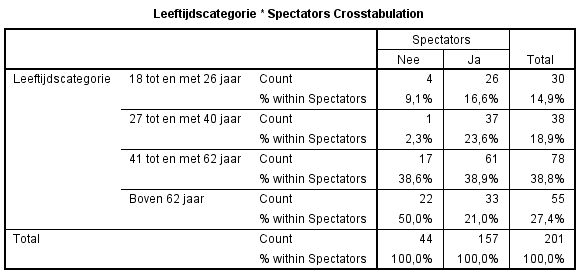 Leeftijdscategorie * Spectators Crosstabulation
Spectators
Nee Ja Total
Leeftijdscategorie 18 tot en met 26 jaar Count 4 26 30
% within Spectators 9,1% 16,6% 14,9%
27 tot en met 40 jaar Count 1 37 38
% within Spectators 2,3% 23,6% 18,9%
41 tot en met 62 jaar Count 17 61 78
% within Spectators 38,6% 38,9% 38,8%
Boven 62 jaar Count 22 33 55
% within Spectators 50,0% 21,0% 27,4%
Total Count 44 157 201
% within Spectators 100,0% 100,0% 100,0%